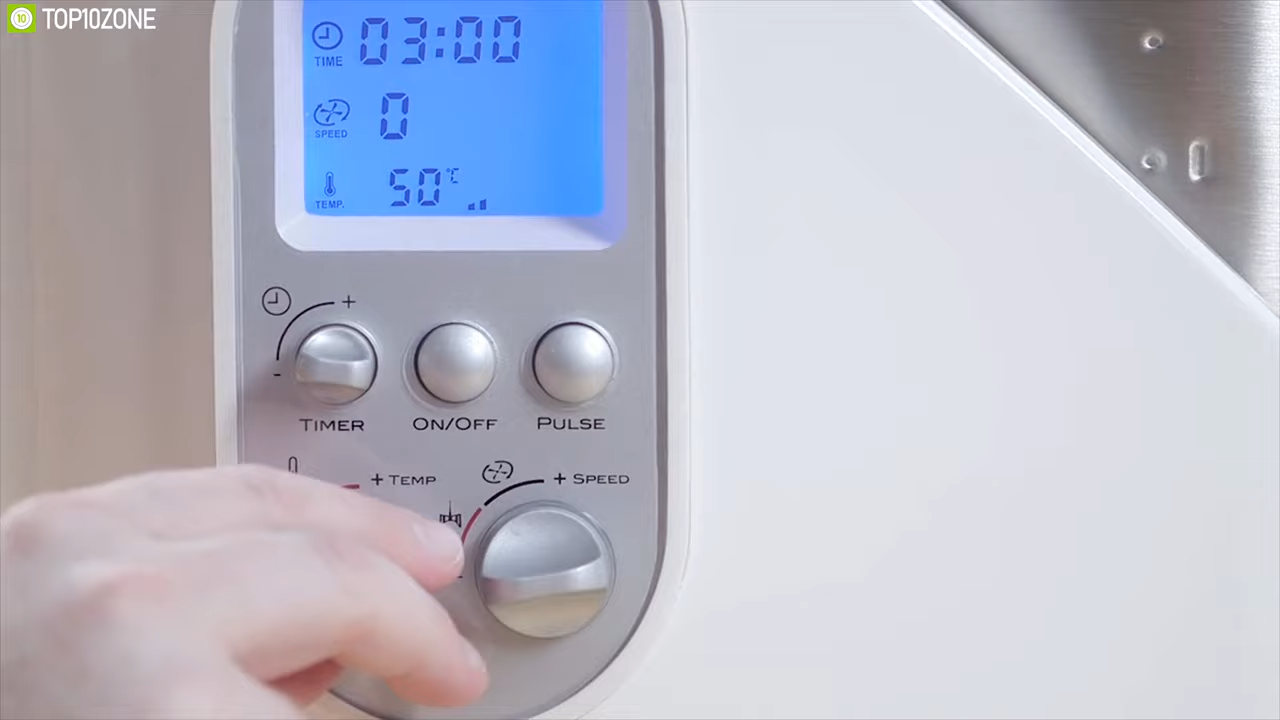 TOP10ZONE
TIME 03:00
SPEED 0
TEMP. 50°C
+
-
TIMER ON/OFF PULSE
+ TEMP + SPEED
-